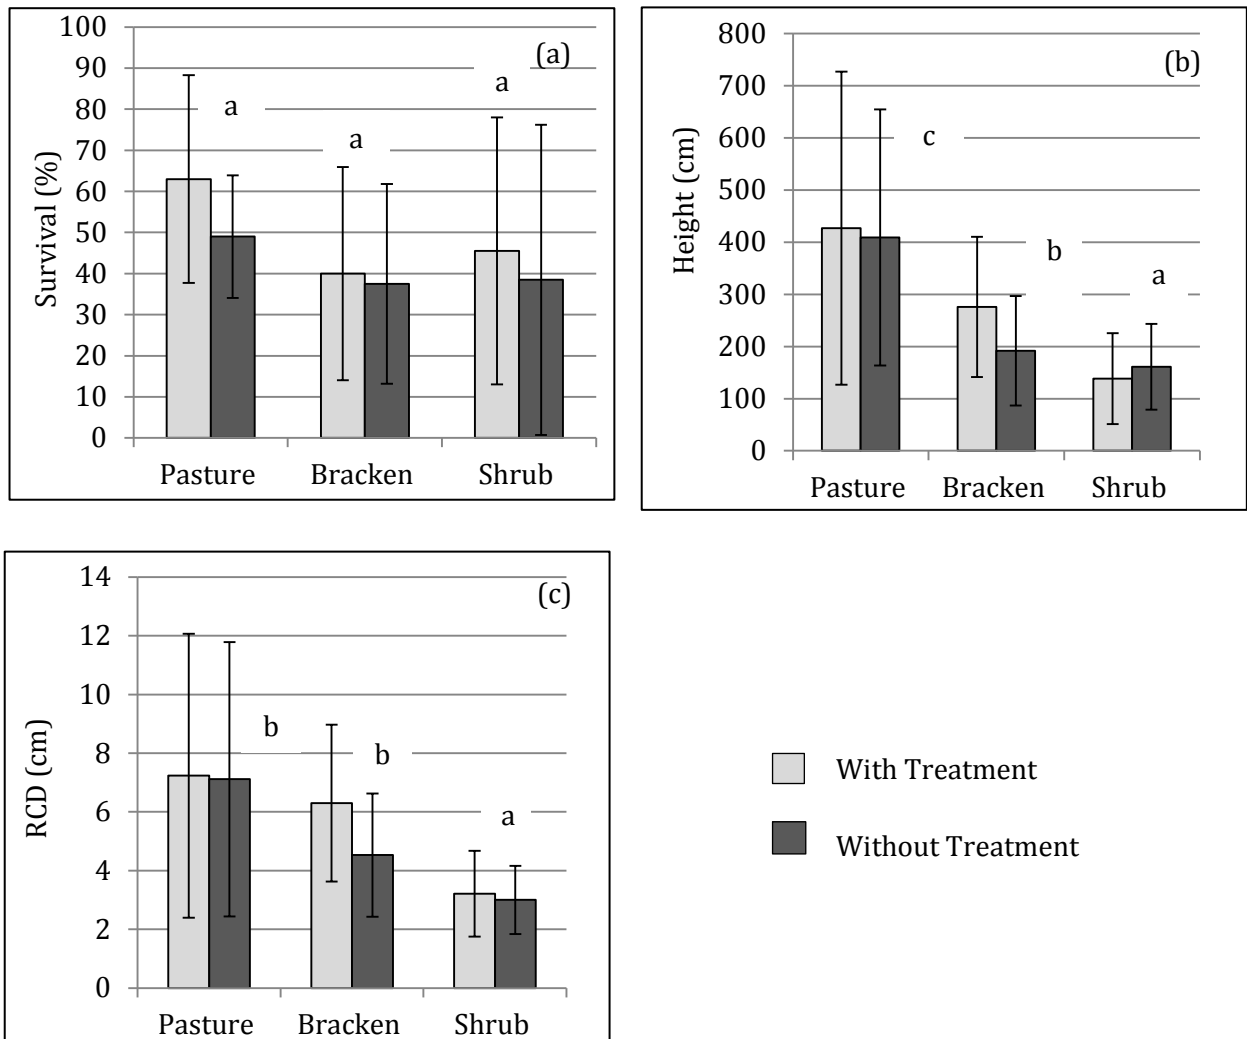 (a)
Survival (%)
100
90
80
70
60
50
40
30
20
10
0
a
a
a
Pasture Bracken Shrub
(b)
Height (cm)
800
700
600
500
400
300
200
100
0
c
b
a
Pasture Bracken Shrub
(c)
RCD (cm)
14
12
10
8
6
4
2
0
b
b
a
Pasture Bracken Shrub
With Treatment
Without Treatment